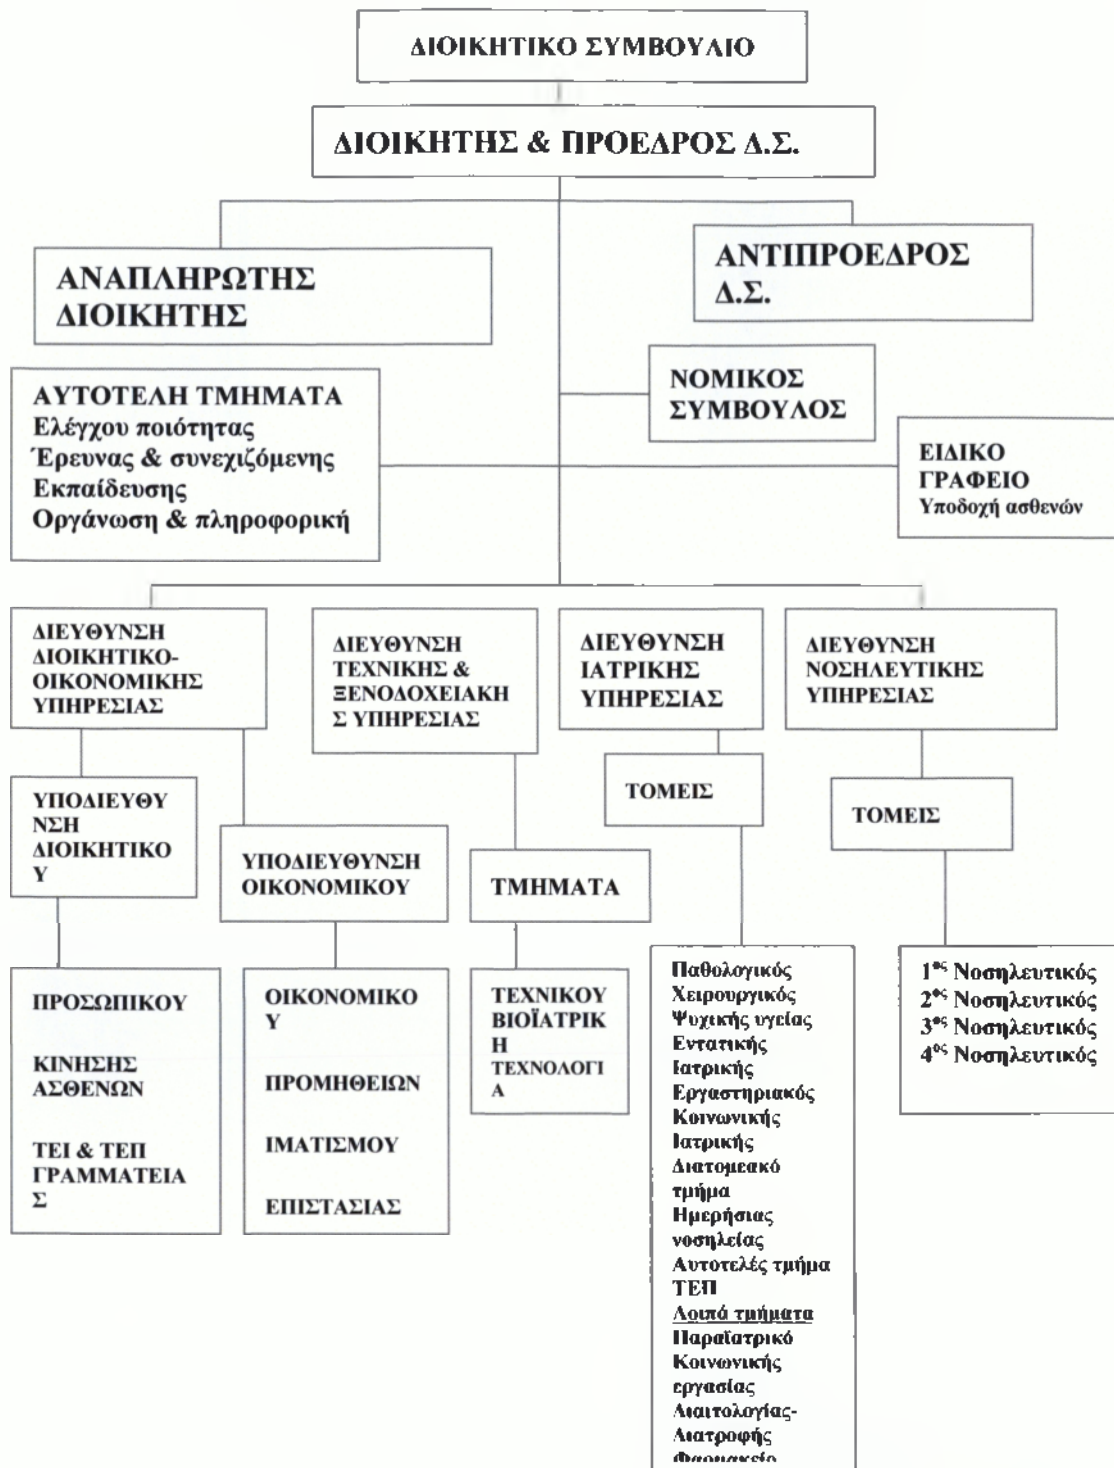 ΔΙΟΙΚΗΤΙΚΟ ΣΥΜΒΟΥΛΙΟ
ΔΙΟΙΚΗΤΗΣ & ΠΡΟΕΔΡΟΣ Δ.Σ.
ΑΝΑΠΛΗΡΩΤΗΣ
ΔΙΟΙΚΗΤΗΣ
ΑΝΤΙΠΡΟΕΔΡΟΣ
Δ.Σ.
ΝΟΜΙΚΟΣ
ΣΥΜΒΟΥΛΟΣ
ΑΥΤΟΤΕΛΗ ΤΜΗΜΑΤΑ
Ελέγχου ποιότητας
Έρευνας & συνεχιζόμενης
Εκπαίδευσης
Οργάνωση & πληροφορική
ΕΙΔΙΚΟ
ΓΡΑΦΕΙΟ
Υποδοχή ασθενών
ΔΙΕΥΘΥΝΣΗ
ΔΙΟΙΚΗΤΙΚΟ-
ΟΙΚΟΝΟΜΙΚΗΣ
ΥΠΗΡΕΣΙΑΣ
ΔΙΕΥΘΥΝΣΗ
ΤΕΧΝΙΚΗΣ &
ΞΕΝΟΔΟΧΕΙΑΚΗ
Σ ΥΠΗΡΕΣΙΑΣ
ΔΙΕΥΘΥΝΣΗ
ΙΑΤΡΙΚΗΣ
ΥΠΗΡΕΣΙΑΣ
ΔΙΕΥΘΥΝΣΗ
ΝΟΣΗΛΕΥΤΙΚΗΣ
ΥΠΗΡΕΣΙΑΣ
ΥΠΟΔΙΕΥΘΥ
ΝΣΗ
ΔΙΟΙΚΗΤΙΚΟ
Υ
ΥΠΟΔΙΕΥΘΥΝΣΗ
ΟΙΚΟΝΟΜΙΚΟΥ
ΤΜΗΜΑΤΑ
ΤΟΜΕΙΣ
ΤΟΜΕΙΣ
ΠΡΟΣΩΠΙΚΟΥ
ΚΙΝΗΣΗΣ
ΑΣΘΕΝΩΝ
ΤΕΙ & ΤΕΠ
ΓΡΑΜΜΑΤΕΙΑ
Σ
ΟΙΚΟΝΟΜΙΚΟ
Υ
ΠΡΟΜΗΘΕΙΩΝ
ΙΜΑΤΙΣΜΟΥ
ΕΠΙΣΤΑΣΙΑΣ
ΤΕΧΝΙΚΟΥ
ΒΙΟΪΑΤΡΙΚ
Η
ΤΕΧΝΟΛΟΓΙ
Α
Παθολογικός
Χειρουργικός
Ψυχικής υγείας
Εντατικής
Ιατρικής
Εργαστηριακός
Κοινωνικής
Ιατρικής
Διατομεακό
τμήμα
Ημερήσιας
νοσηλείας
Αυτοτελές τμήμα
ΤΕΠ
Λοιπά τμήματα
Παραϊατρικό
Κοινωνικής
εργασίας
Διαιτολογίας-
Διατροφής
Φαρμακείο
1ος Νοσηλευτικός
2ος Νοσηλευτικός
3ος Νοσηλευτικός
4ος Νοσηλευτικός